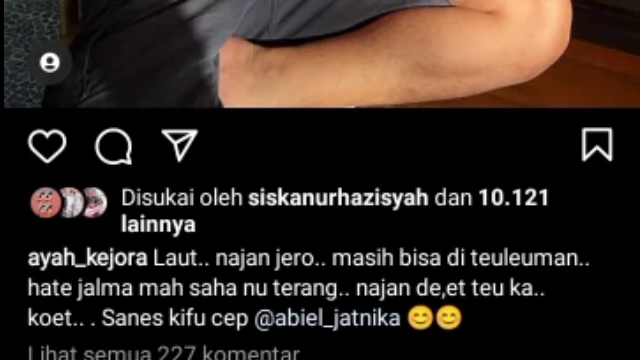 Disukai oleh siskanurhazisyah dan 10.121
lainnya
ayah_kejora Laut.. najan jero.. masih bisa di teuleuman..
hate jalma mah saha nu terang.. najan de,et teu ka..
koet.. . Sanes kifu cep @abiel_jatnika 😊😊
Lihat semua 227 komentar